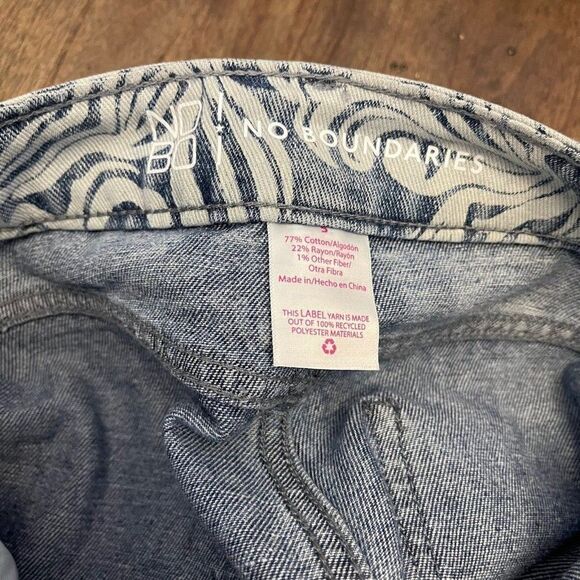 NO
BO
NO BOUNDARIES
77% Cotton/Algodón
22% Rayon/Rayón
1% Other Fiber/
Otra Fibra
Made in/Hecho en China
THIS LABEL YARN IS MADE
OUT OF 100% RECYCLED
POLYESTER MATERIALS